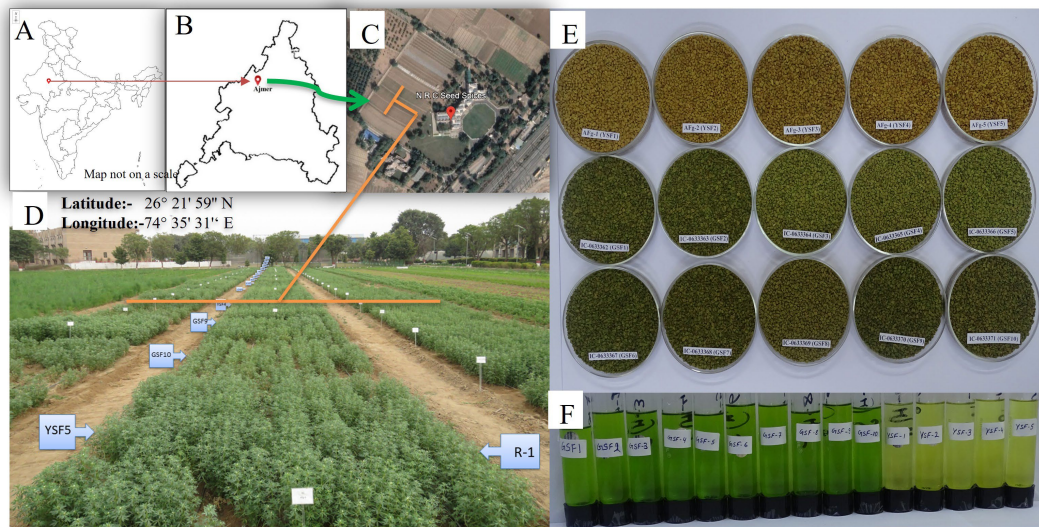 A
B
C
Ajmer
N R C Seed Spices
Map not on a scale
D
Latitude:- 26° 21' 59" N
Longitude:-74° 35' 31'' E
GSF9
GSF10
YSF5
R-1
E
AFg-1 (YSF1)
AFg-2 (YSF2)
AFg-3 (YSF3)
AFg-4 (YSF4)
AFg-5 (YSF5)
IC-0633362 (GSF1)
IC-0633363 (GSF2)
IC-0633364 (GSF3)
IC-0633365 (GSF4)
IC-0633366 (GSF5)
IC-0633367 (GSF6)
IC-0633368 (GSF7)
IC-0633369 (GSF8)
IC-0633370 (GSF9)
IC-0633371 (GSF10)
F
GSF1
GSF2
GSF-3
GSF-4
GSF-5
GSF-6
GSF-7
GSF-8
GSF-9
GSF-10
YSF-1
YSF-2
YSF-3
YSF-4
YSF-5